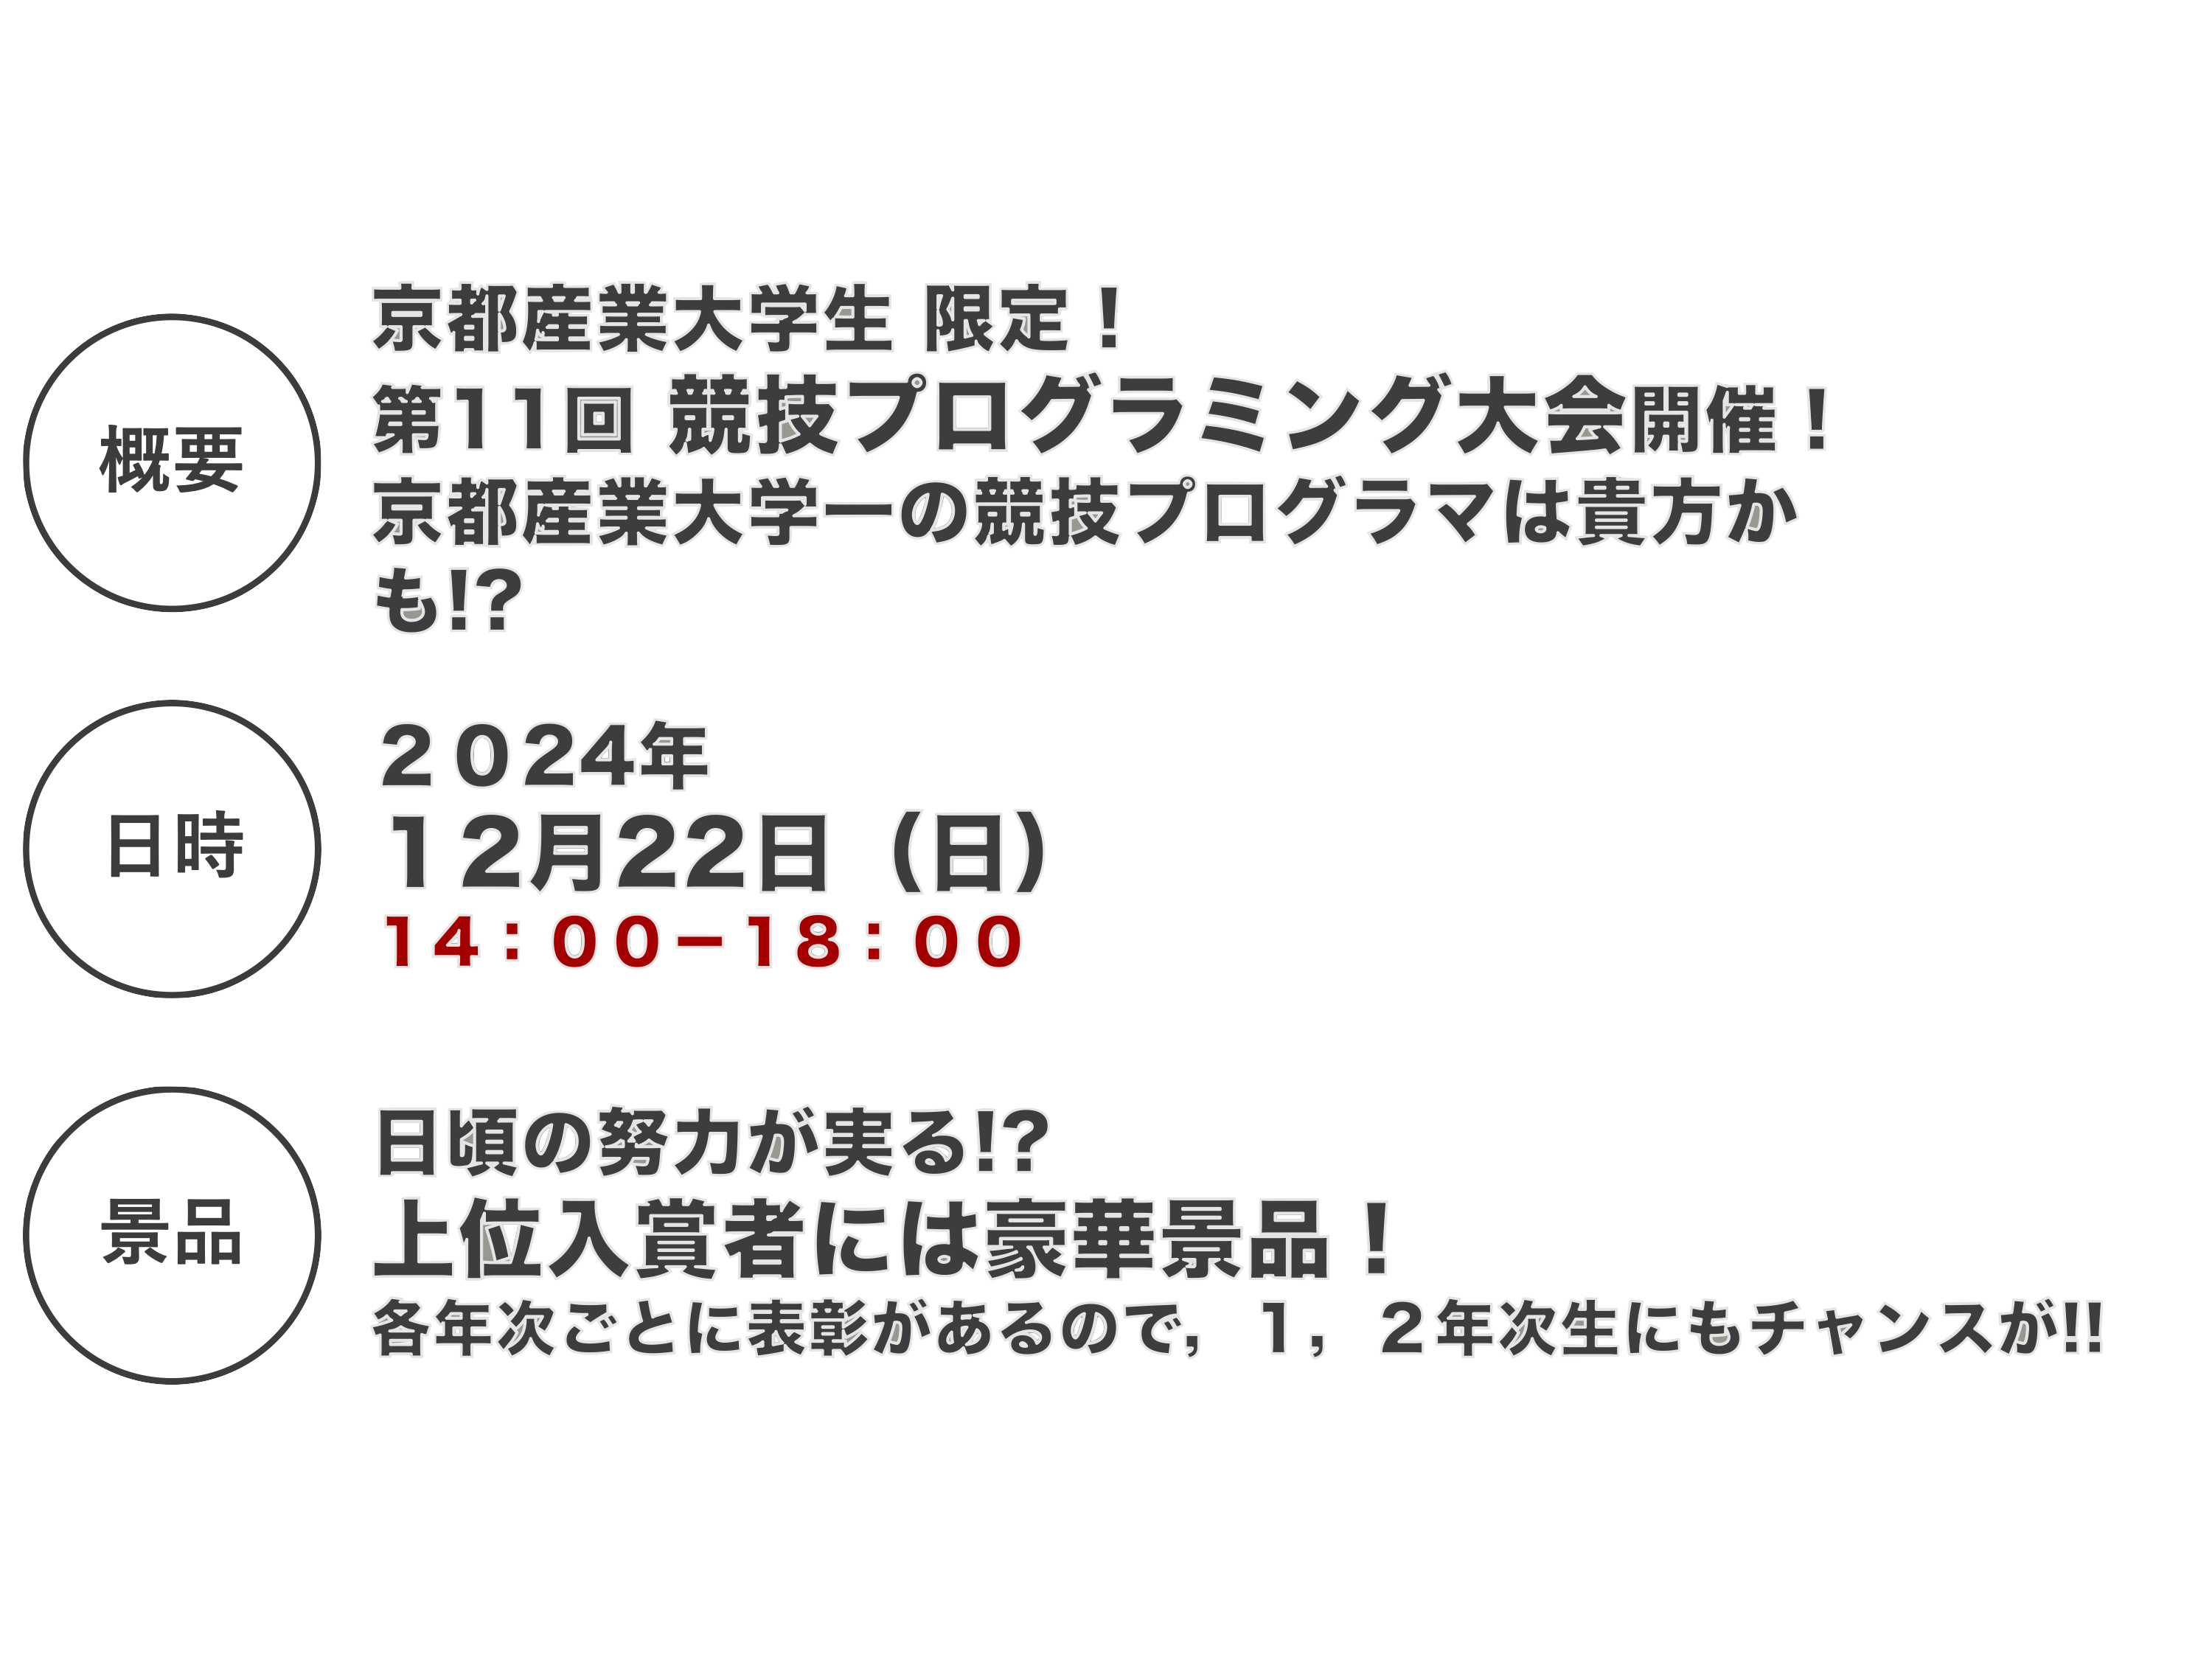 概要
京都産業大学生 限定！
第11回 競技プログラミング大会開催！
京都産業大学一の競技プログラマは貴方か
も!?
日時
２０24年
１２月22日（日）
１４：００－１８：００
景品
日頃の努力が実る!?
上位入賞者には豪華景品！
各年次ごとに表彰があるので，１，２年次生にもチャンスが!!